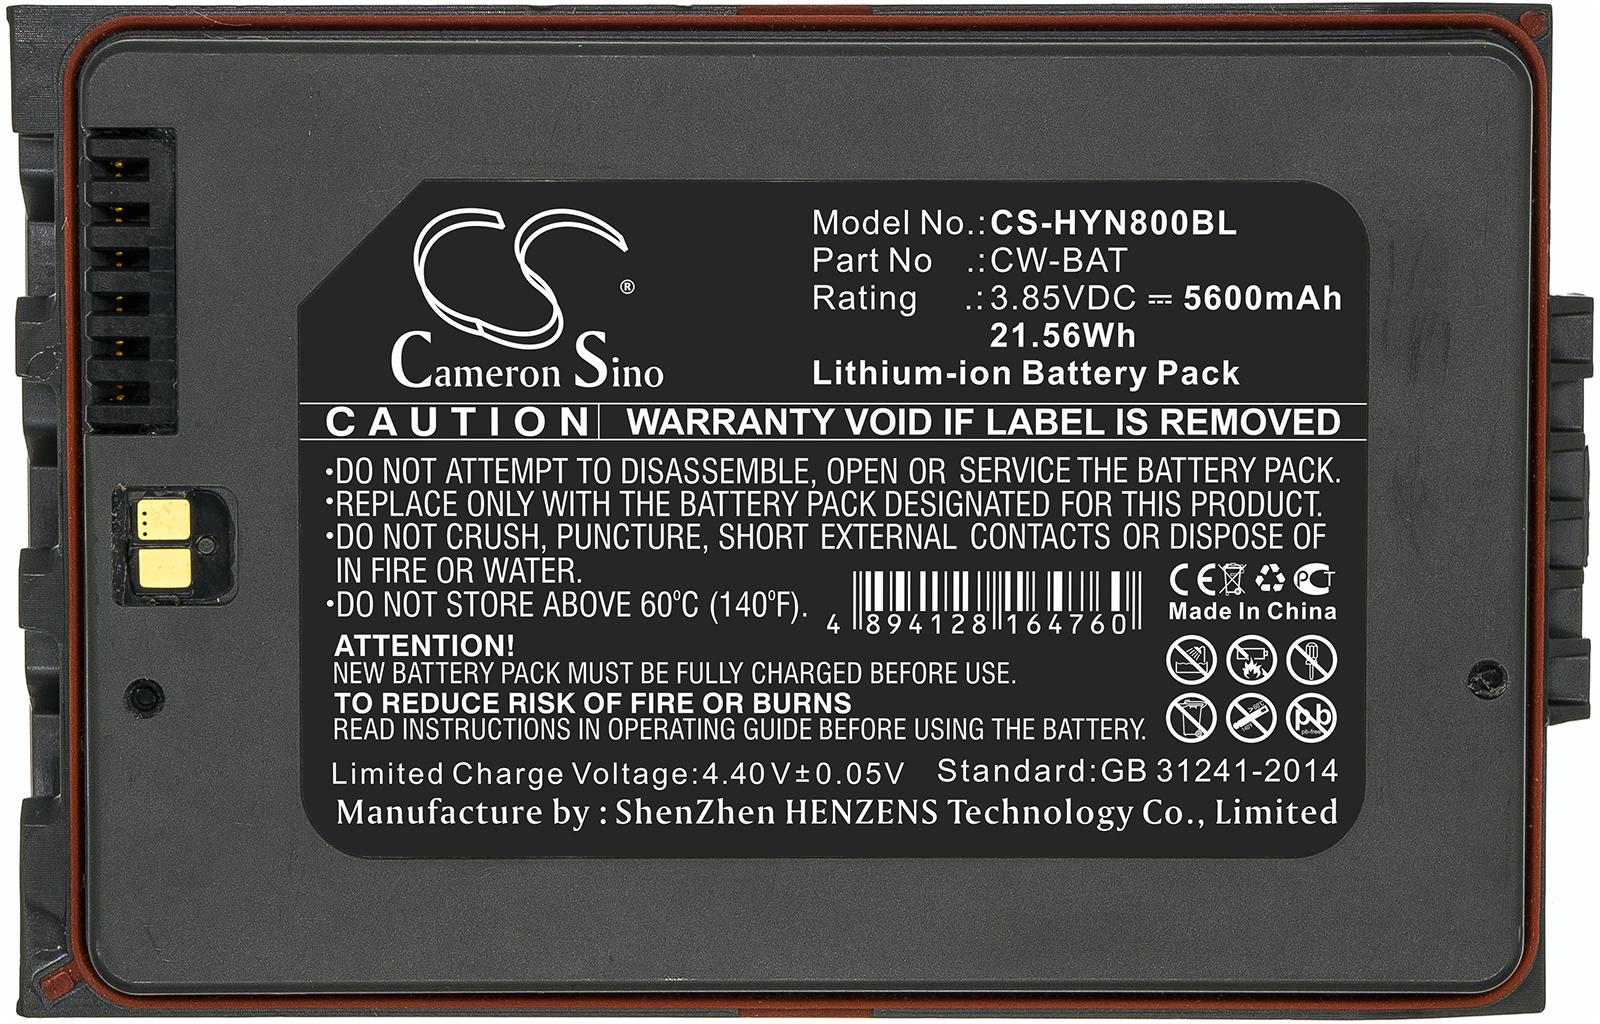 CS®
Cameron Sino
Model No.:CS-HYN800BL
Part No .:CW-BAT
Rating .:3.85VDC ⎓ 5600mAh
21.56Wh
Lithium-ion Battery Pack
CAUTION WARRANTY VOID IF LABEL IS REMOVED
•DO NOT ATTEMPT TO DISASSEMBLE, OPEN OR SERVICE THE BATTERY PACK.
•REPLACE ONLY WITH THE BATTERY PACK DESIGNATED FOR THIS PRODUCT.
•DO NOT CRUSH, PUNCTURE, SHORT EXTERNAL CONTACTS OR DISPOSE OF
IN FIRE OR WATER.
•DO NOT STORE ABOVE 60°C (140°F).
4 894128 164760
CE PCT
Made In China
ATTENTION!
NEW BATTERY PACK MUST BE FULLY CHARGED BEFORE USE.
TO REDUCE RISK OF FIRE OR BURNS
READ INSTRUCTIONS IN OPERATING GUIDE BEFORE USING THE BATTERY.
pb
pb-free
Limited Charge Voltage:4.40V±0.05V Standard:GB 31241-2014
Manufacture by : ShenZhen HENZENS Technology Co., Limited